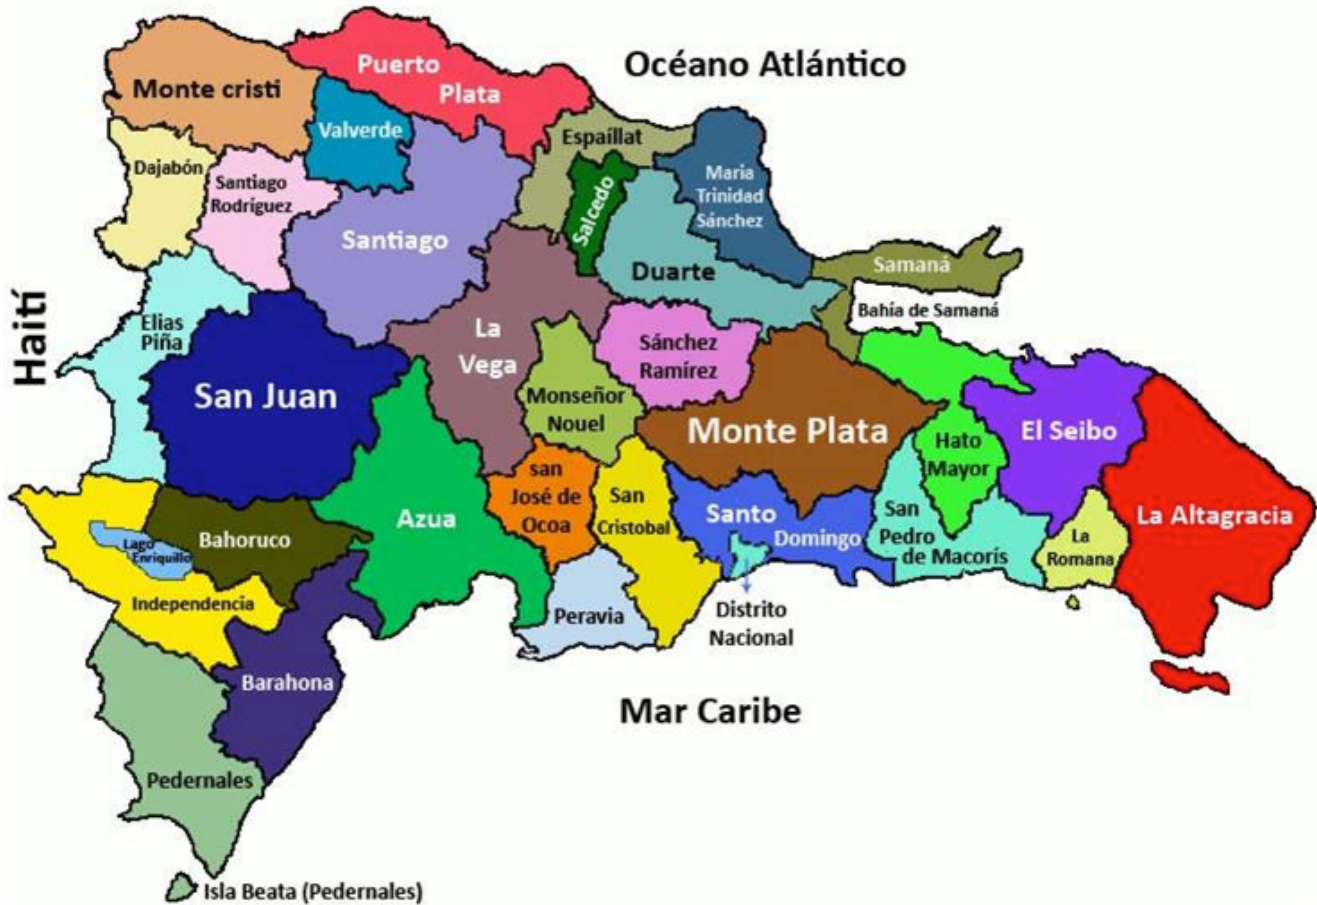 Océano Atlántico
Puerto
Plata
Monte cristi
Valverde
Espaíllat
Dajabón
Santiago
Rodríguez
Salcedo
Maria
Trinidad
Sánchez
Santiago
Duarte
Samaná
Bahía de Samaná
Haití
Elias
Piña
La
Vega
Sánchez
Ramírez
San Juan
Monseñor
Nouel
Monte Plata
Hato
Mayor
El Seibo
san
José de
Ocoa
San
Cristobal
Azua
Santo
Domingo
San
Pedro
de Macorís
La
Romana
La Altagracia
Bahoruco
Lago
Enriquillo
Independencia
Peravia
Distrito
Nacional
Barahona
Mar Caribe
Pedernales
Isla Beata (Pedernales)